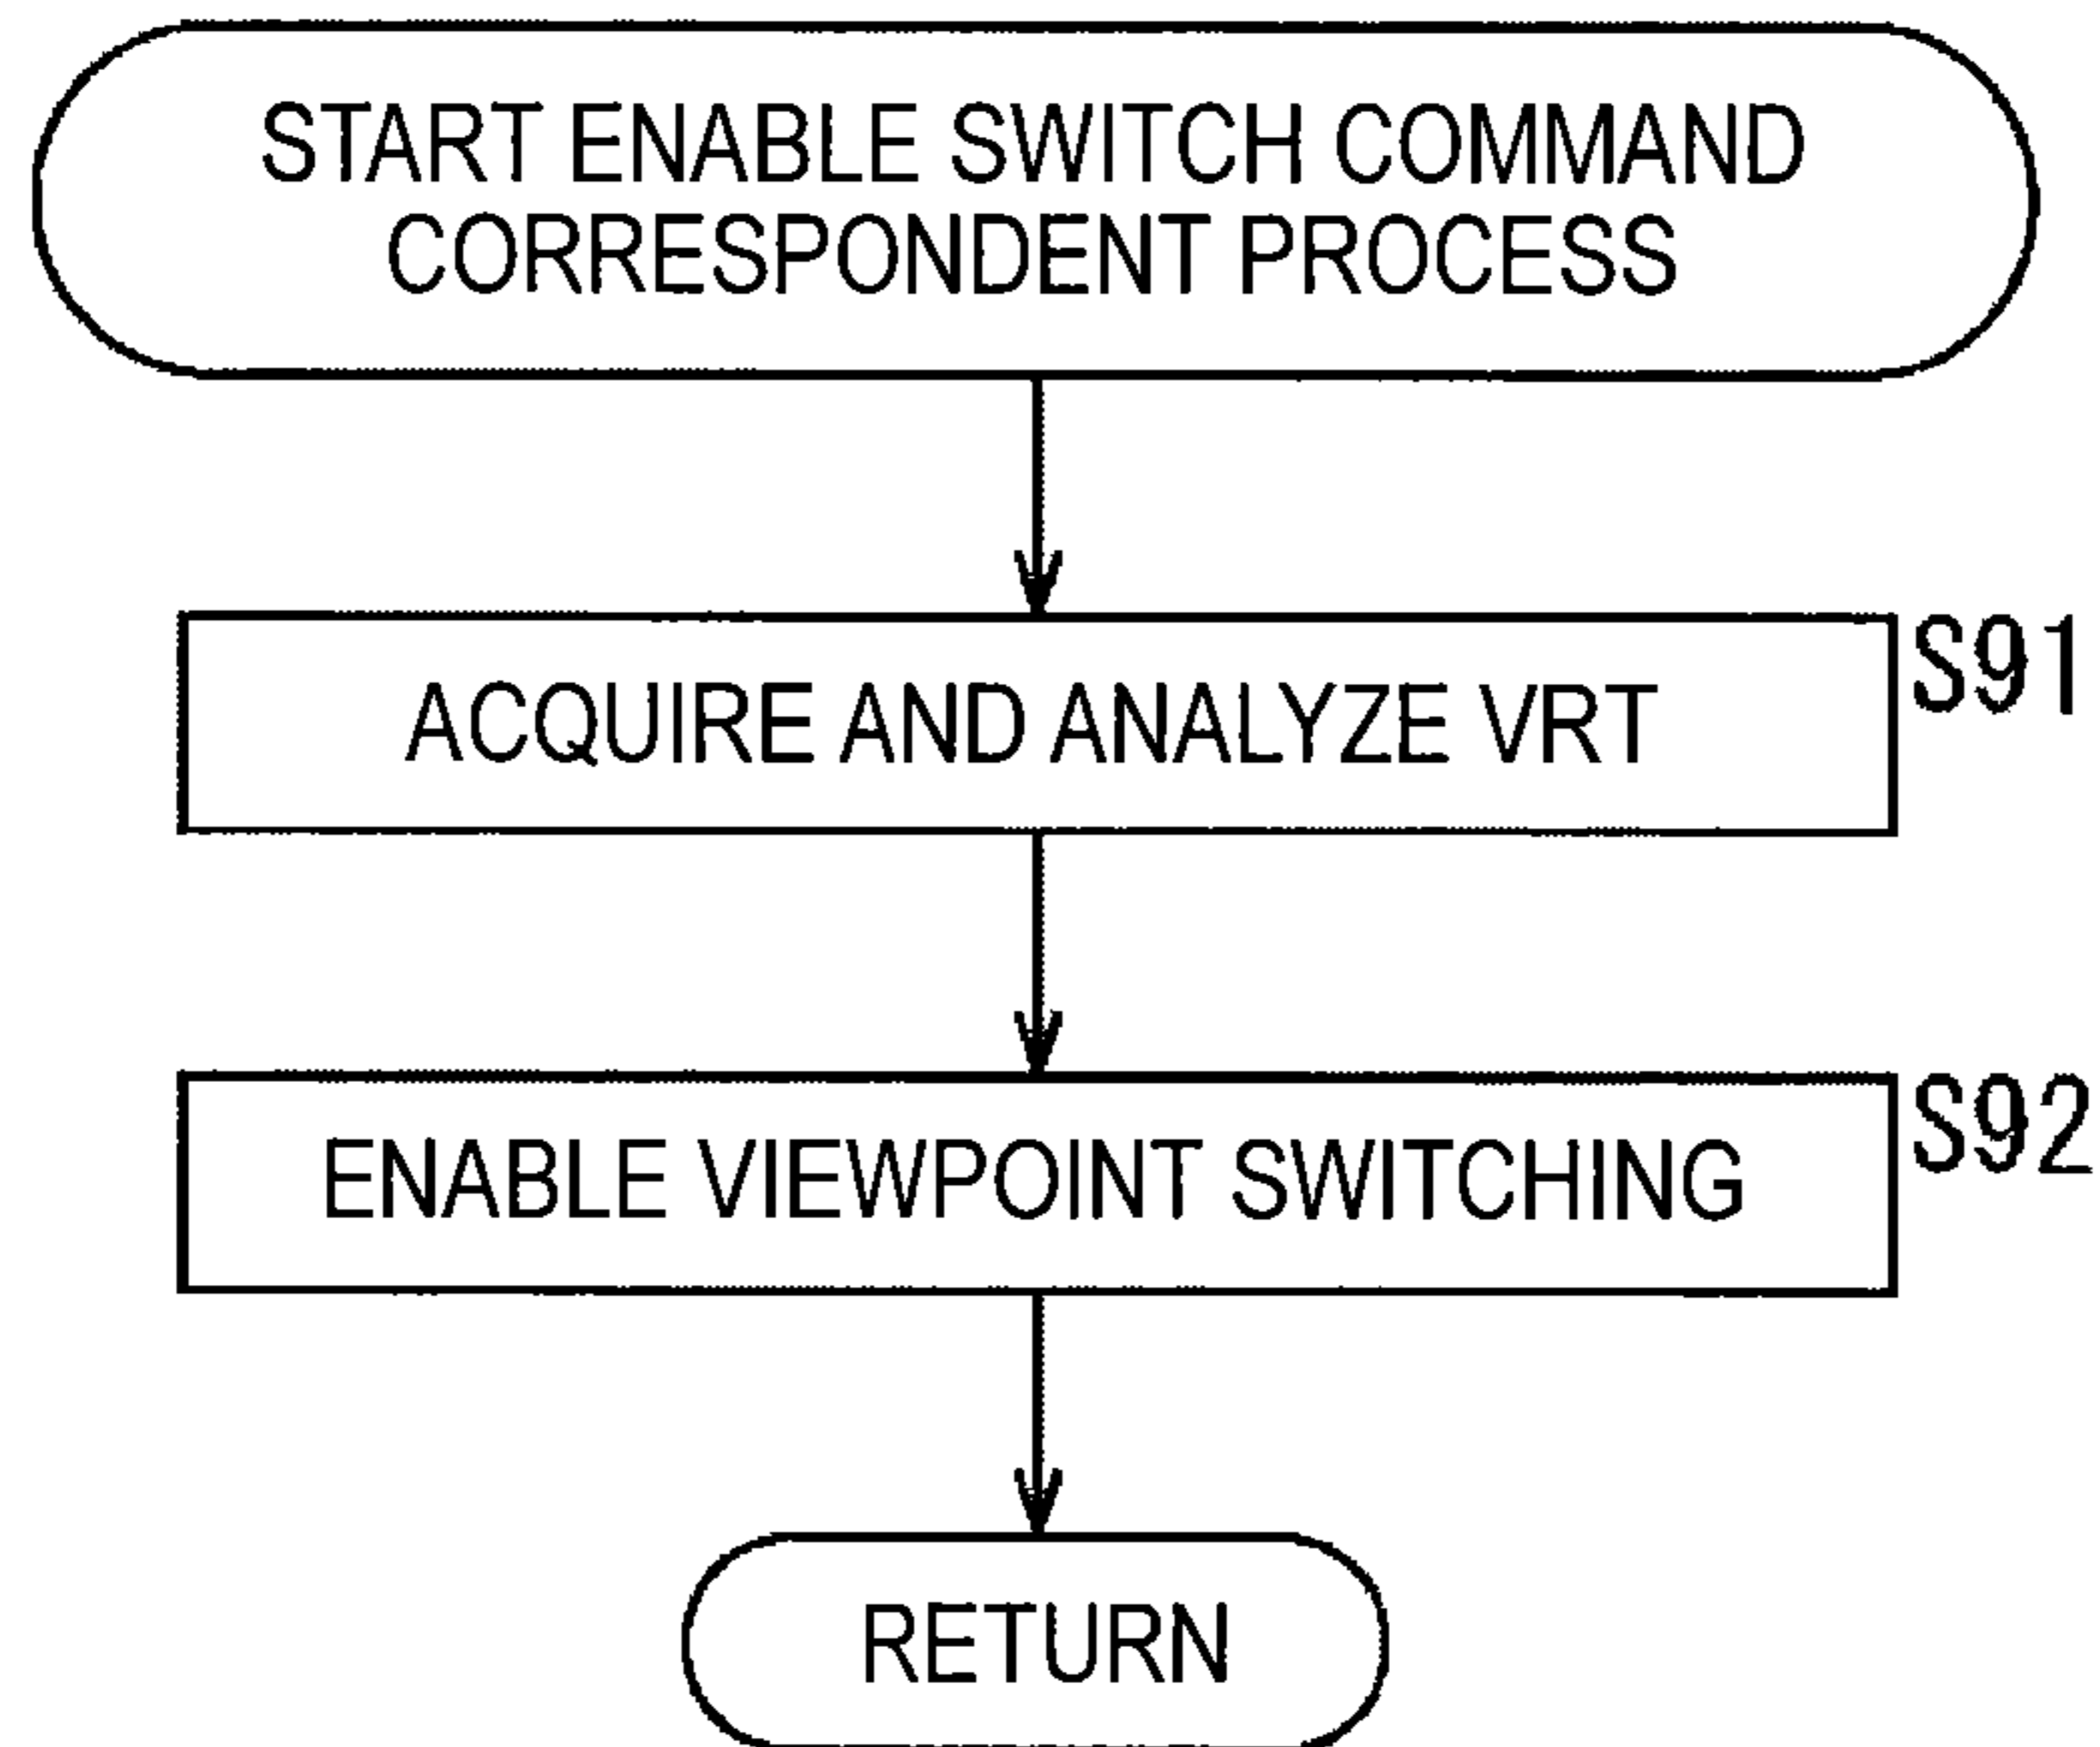 START ENABLE SWITCH COMMAND
CORRESPONDENT PROCESS
S91
ACQUIRE AND ANALYZE VRT
S92
ENABLE VIEWPOINT SWITCHING
RETURN